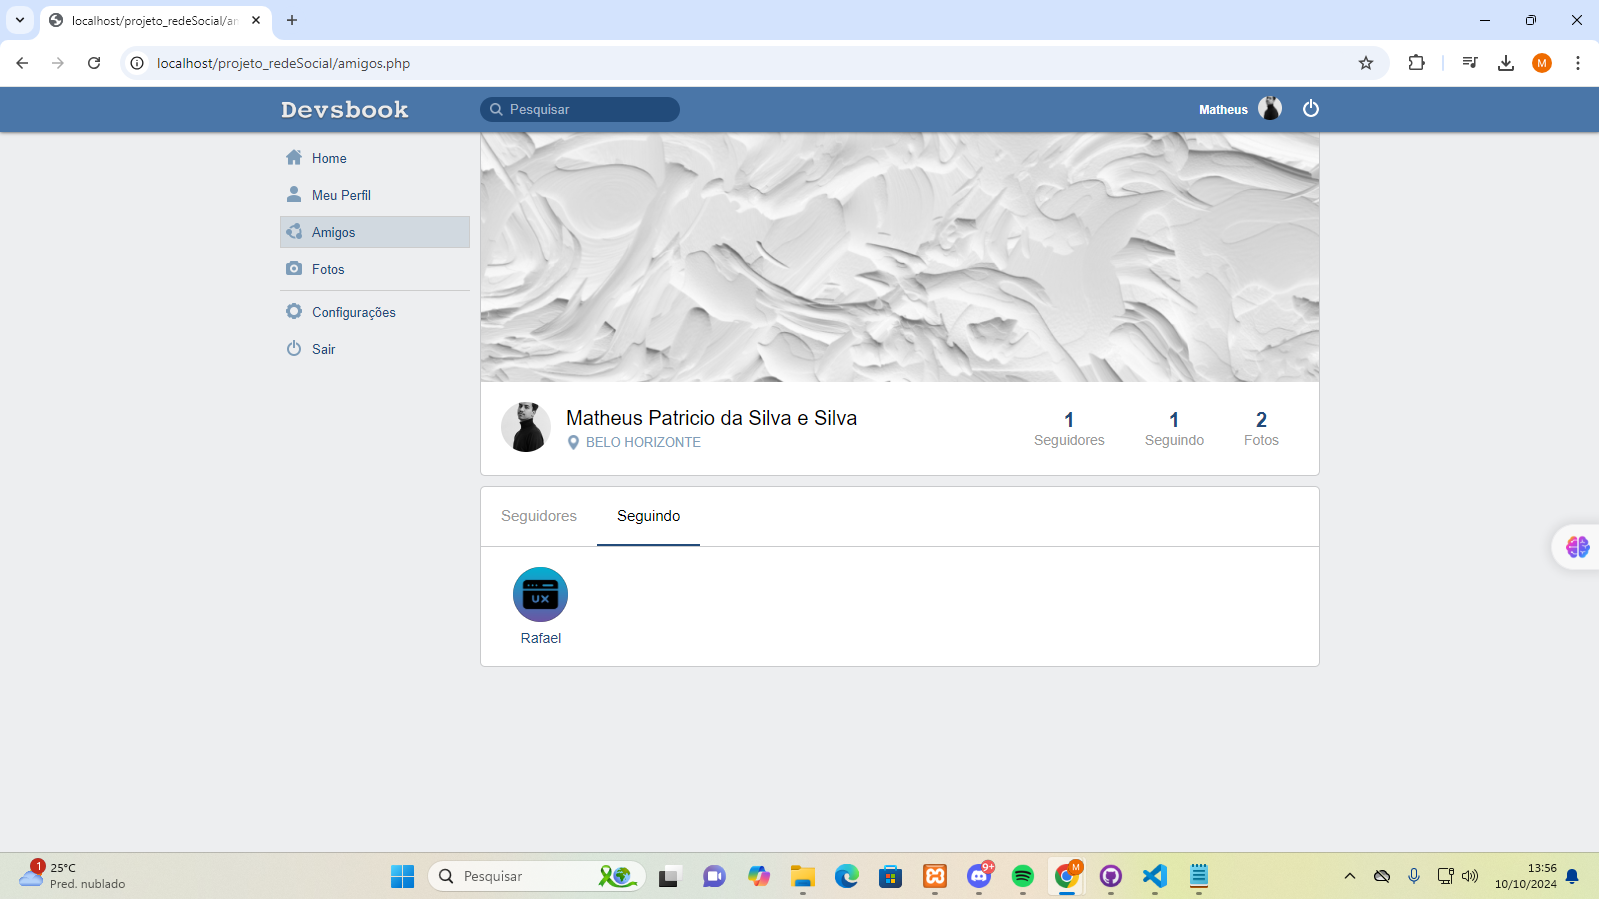 localhost/projeto_redeSocial/am
localhost/projeto_redeSocial/amigos.php
M
Devsbook
Pesquisar
Matheus
Home
Meu Perfil
Amigos
Fotos
Configurações
Sair
Matheus Patricio da Silva e Silva
BELO HORIZONTE
1
Seguidores
1
Seguindo
2
Fotos
Seguidores
Seguindo
UX
Rafael
1
25°C
Pred. nublado
Pesquisar
9+
M
13:56
10/10/2024